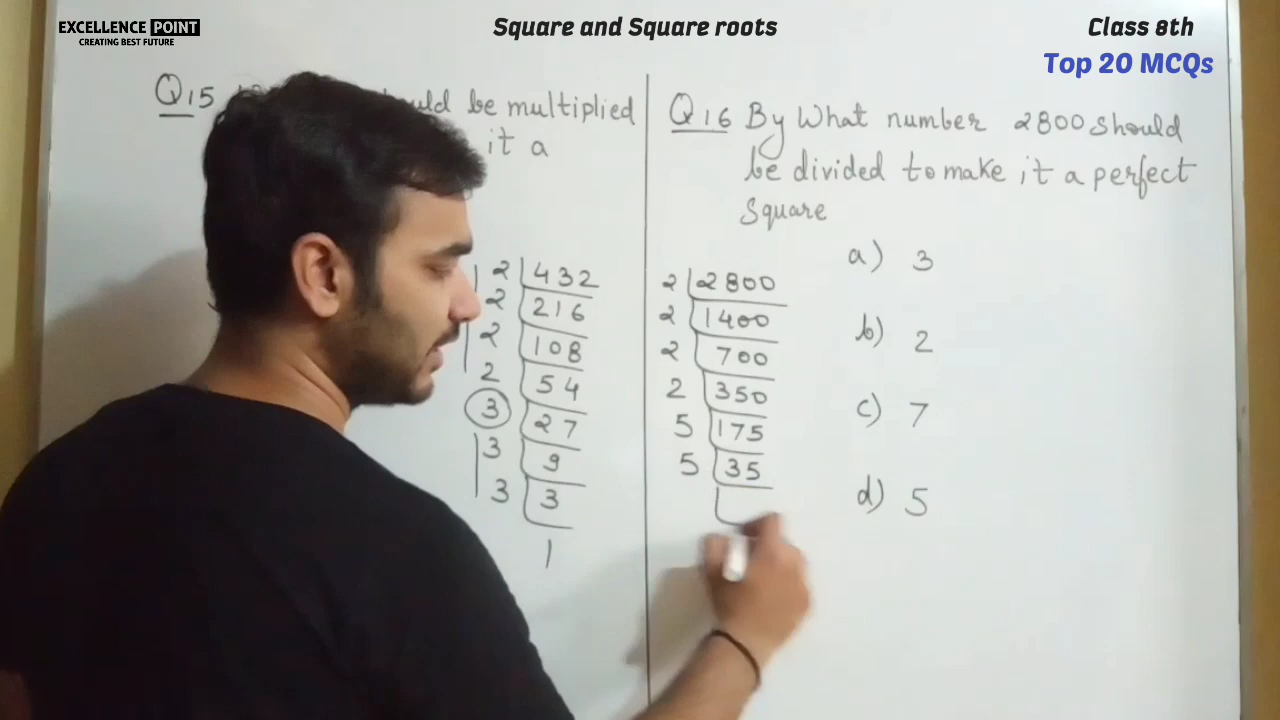 EXCELLENCE POINT
CREATING BEST FUTURE
Square and Square roots
Class 8th
Top 20 MCQs
Q15 be multiplied
it a
2 432
2 216
2 108
2 54
3 27
3 9
3 3
1
Q16 By What number 2800 should
be divided to make it a perfect
Square
2 2800
2 1400
2 700
2 350
5 175
5 35
a) 3
b) 2
c) 7
d) 5